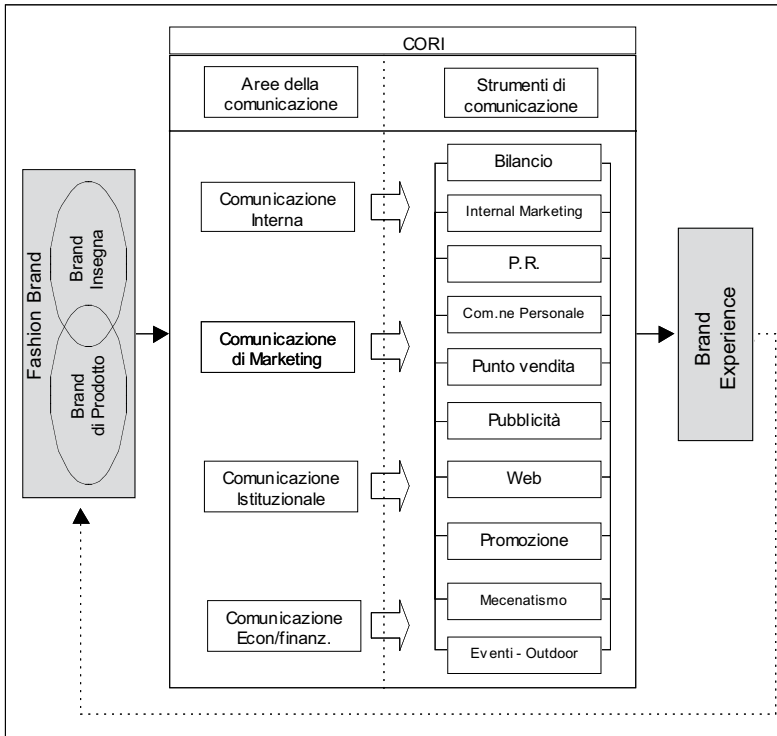 CORI
Aree della
comunicazione
Strumenti di
comunicazione
Fashion Brand
Brand
Insegna
Brand
di Prodotto
Comunicazione
Interna
Comunicazione
di Marketing
Comunicazione
Istituzionale
Comunicazione
Econ/finanz.
Bilancio
Internal Marketing
P.R.
Com.ne Personale
Punto vendita
Pubblicità
Web
Promozione
Mecenatismo
Eventi - Outdoor
Brand
Experience